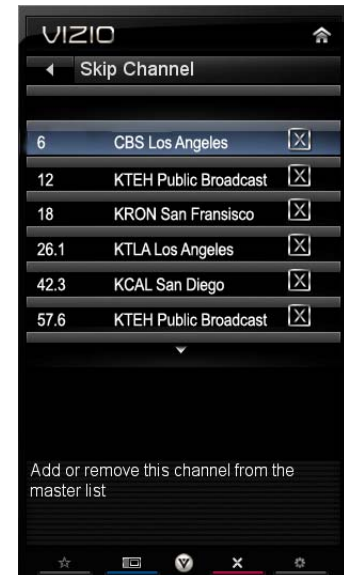 VIZIO
Skip Channel
6 CBS Los Angeles X
12 KTEH Public Broadcast X
18 KRON San Fransisco X
26.1 KTLA Los Angeles X
42.3 KCAL San Diego X
57.6 KTEH Public Broadcast X
Add or remove this channel from the
master list